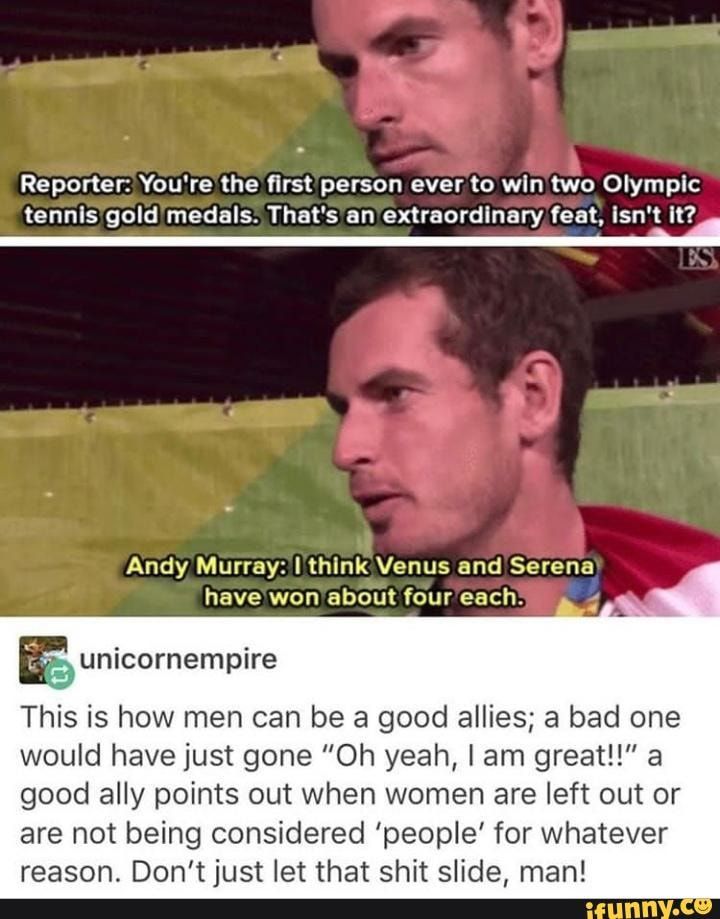 Reporter: You're the first person ever to win two Olympic
tennis gold medals. That's an extraordinary feat, isn't it?
ES
Andy Murray: I think Venus and Serena
have won about four each.
unicornempire
This is how men can be a good allies; a bad one
would have just gone "Oh yeah, I am great!!" a
good ally points out when women are left out or
are not being considered 'people' for whatever
reason. Don't just let that shit slide, man!
ifunny.co